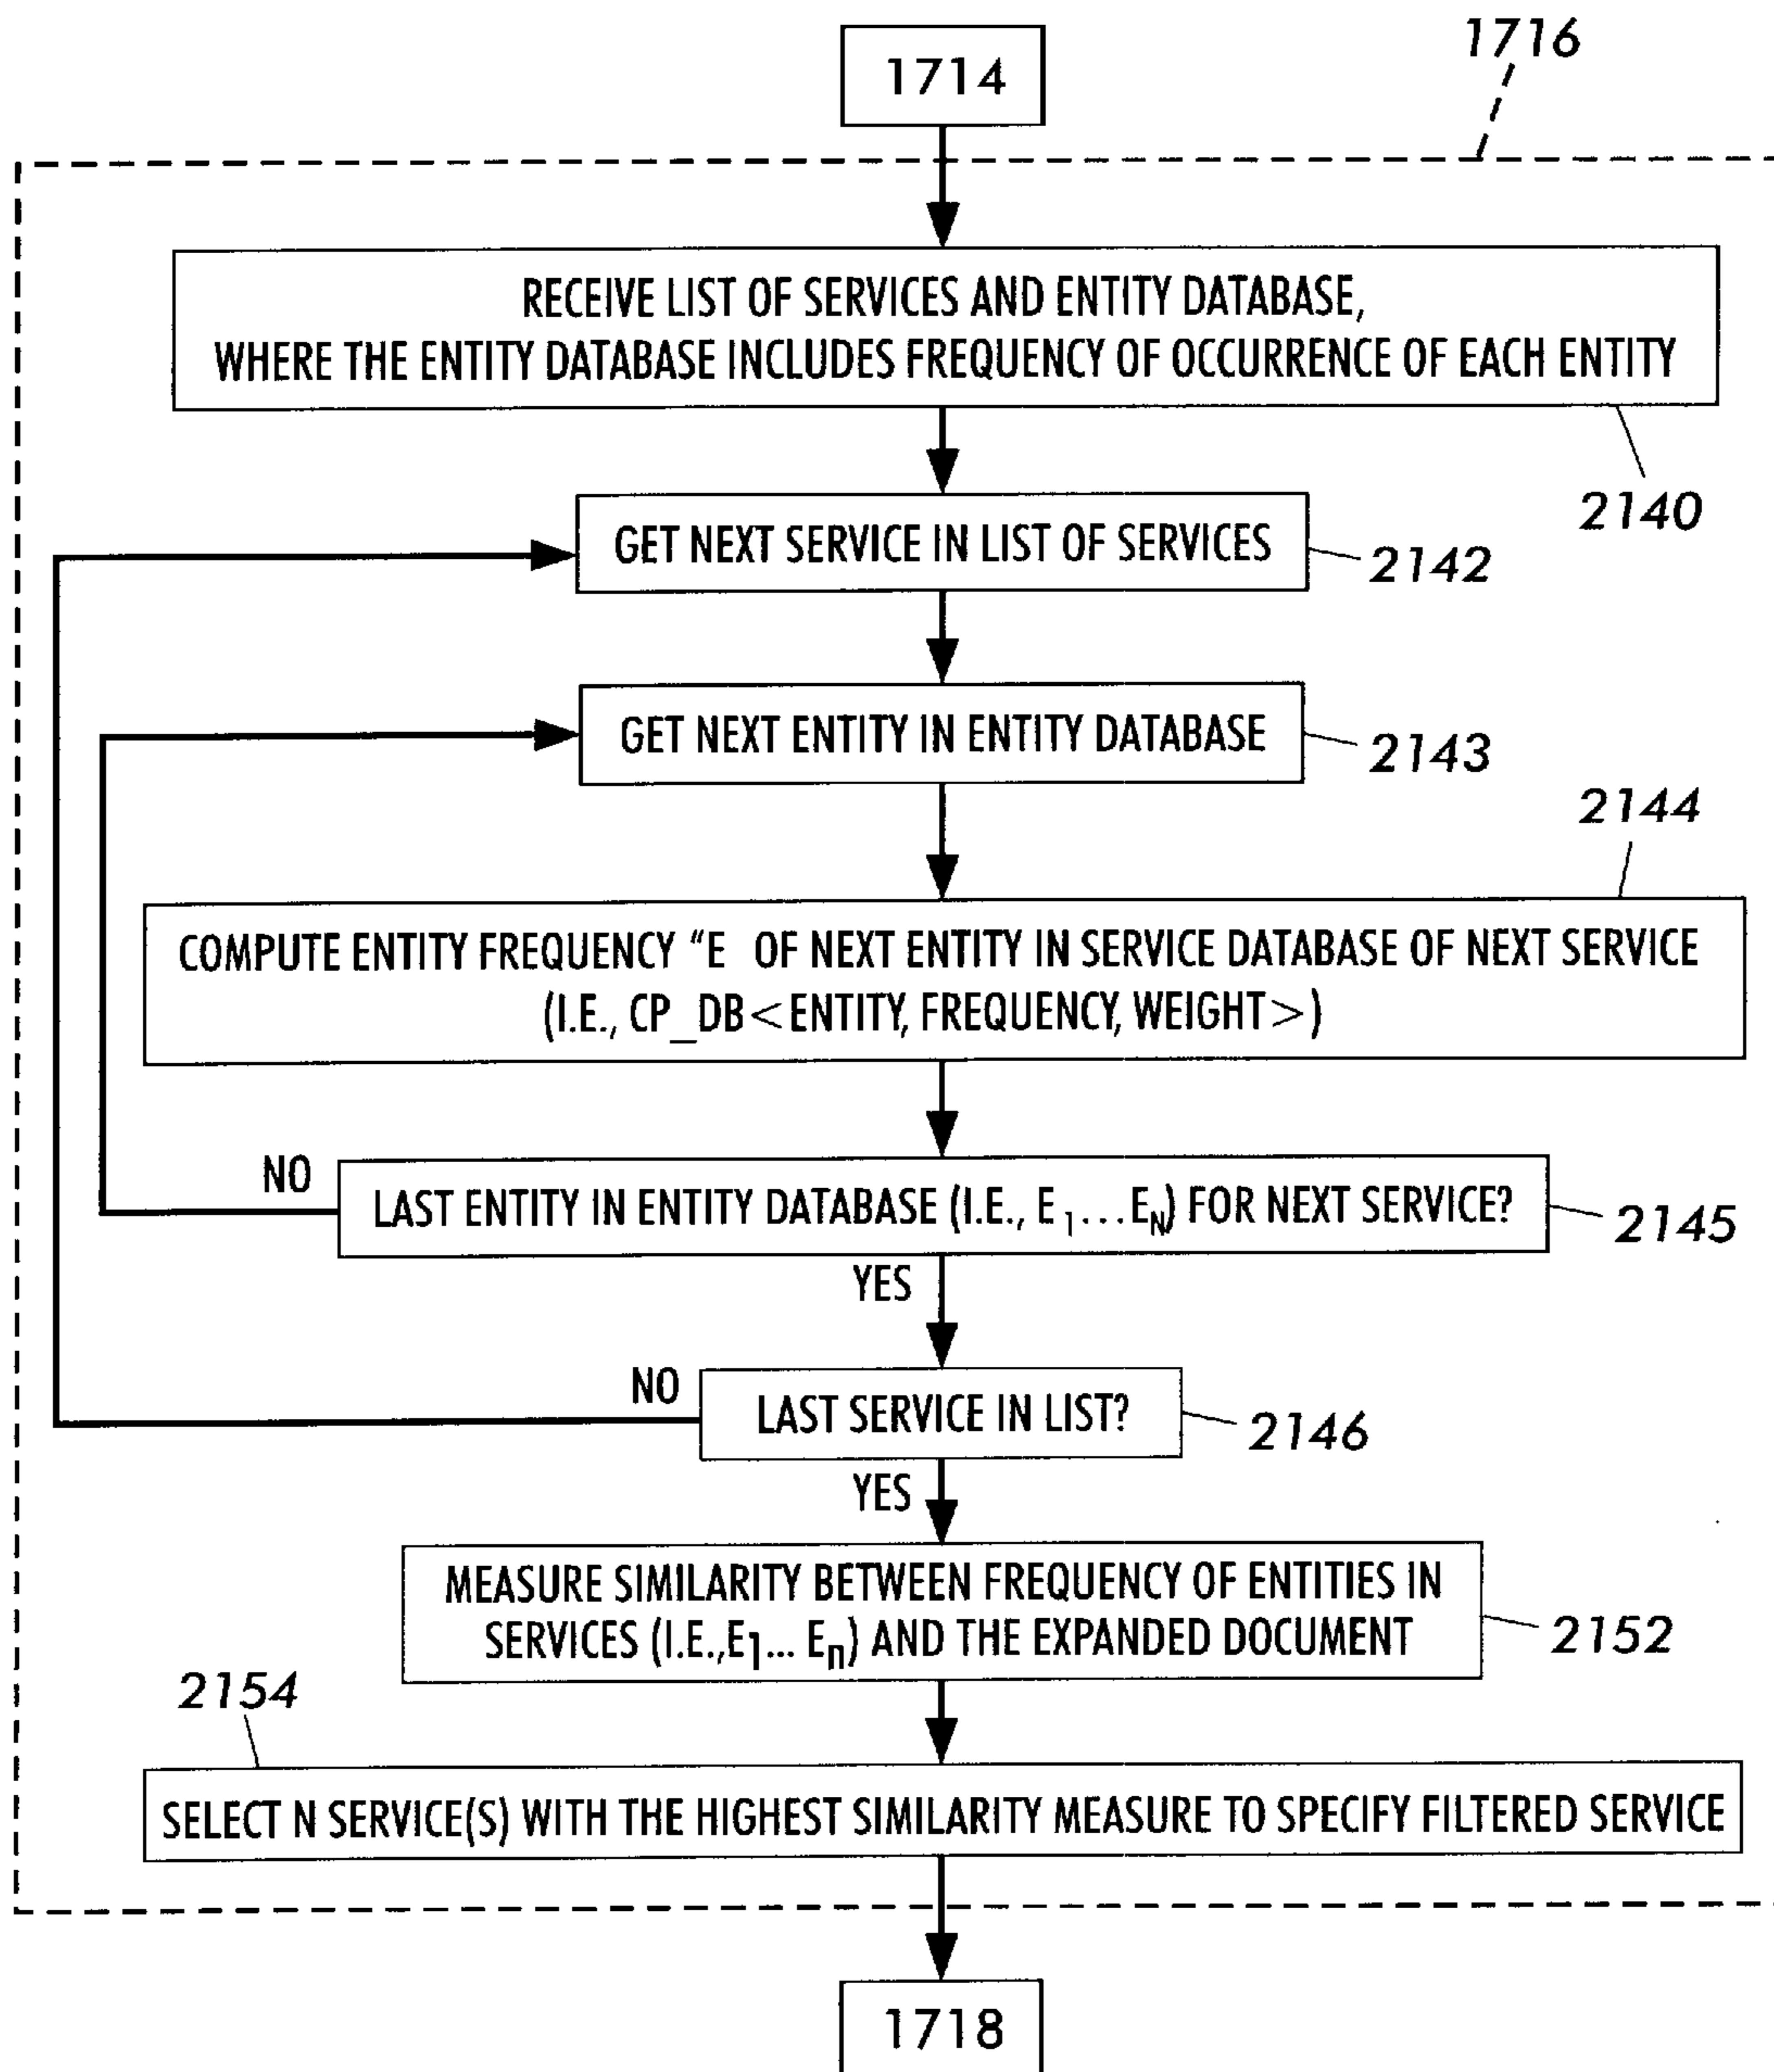 1716
1714
RECEIVE LIST OF SERVICES AND ENTITY DATABASE,
WHERE THE ENTITY DATABASE INCLUDES FREQUENCY OF OCCURRENCE OF EACH ENTITY
2140
GET NEXT SERVICE IN LIST OF SERVICES
2142
GET NEXT ENTITY IN ENTITY DATABASE
2143
2144
COMPUTE ENTITY FREQUENCY "E OF NEXT ENTITY IN SERVICE DATABASE OF NEXT SERVICE
(I.E., CP_DB<ENTITY, FREQUENCY, WEIGHT>)
NO
LAST ENTITY IN ENTITY DATABASE (I.E., E1...EN) FOR NEXT SERVICE?
2145
YES
NO
LAST SERVICE IN LIST?
2146
YES
MEASURE SIMILARITY BETWEEN FREQUENCY OF ENTITIES IN
SERVICES (I.E.,E1... En) AND THE EXPANDED DOCUMENT
2152
2154
SELECT N SERVICE(S) WITH THE HIGHEST SIMILARITY MEASURE TO SPECIFY FILTERED SERVICE
1718